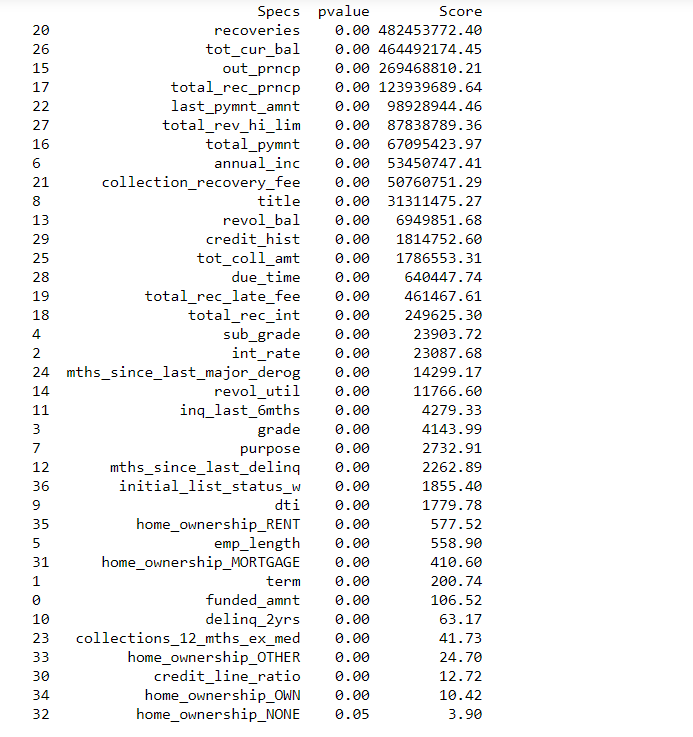 Specs pvalue Score
20 recoveries 0.00 482453772.40
26 tot_cur_bal 0.00 464492174.45
15 out_prncp 0.00 269468810.21
17 total_rec_prncp 0.00 123939689.64
22 last_pymnt_amnt 0.00 98928944.46
27 total_rev_hi_lim 0.00 87838789.36
16 total_pymnt 0.00 67095423.97
6 annual_inc 0.00 53450747.41
21 collection_recovery_fee 0.00 50760751.29
8 title 0.00 31311475.27
13 revol_bal 0.00 6949851.68
29 credit_hist 0.00 1814752.60
25 tot_coll_amt 0.00 1786553.31
28 due_time 0.00 640447.74
19 total_rec_late_fee 0.00 461467.61
18 total_rec_int 0.00 249625.30
4 sub_grade 0.00 23903.72
2 int_rate 0.00 23087.68
24 mths_since_last_major_derog 0.00 14299.17
14 revol_util 0.00 11766.60
11 inq_last_6mths 0.00 4279.33
3 grade 0.00 4143.99
7 purpose 0.00 2732.91
12 mths_since_last_delinq 0.00 2262.89
36 initial_list_status_w 0.00 1855.40
9 dti 0.00 1779.78
35 home_ownership_RENT 0.00 577.52
5 emp_length 0.00 558.90
31 home_ownership_MORTGAGE 0.00 410.60
1 term 0.00 200.74
0 funded_amnt 0.00 106.52
10 delinq_2yrs 0.00 63.17
23 collections_12_mths_ex_med 0.00 41.73
33 home_ownership_OTHER 0.00 24.70
30 credit_line_ratio 0.00 12.72
34 home_ownership_OWN 0.00 10.42
32 home_ownership_NONE 0.05 3.90